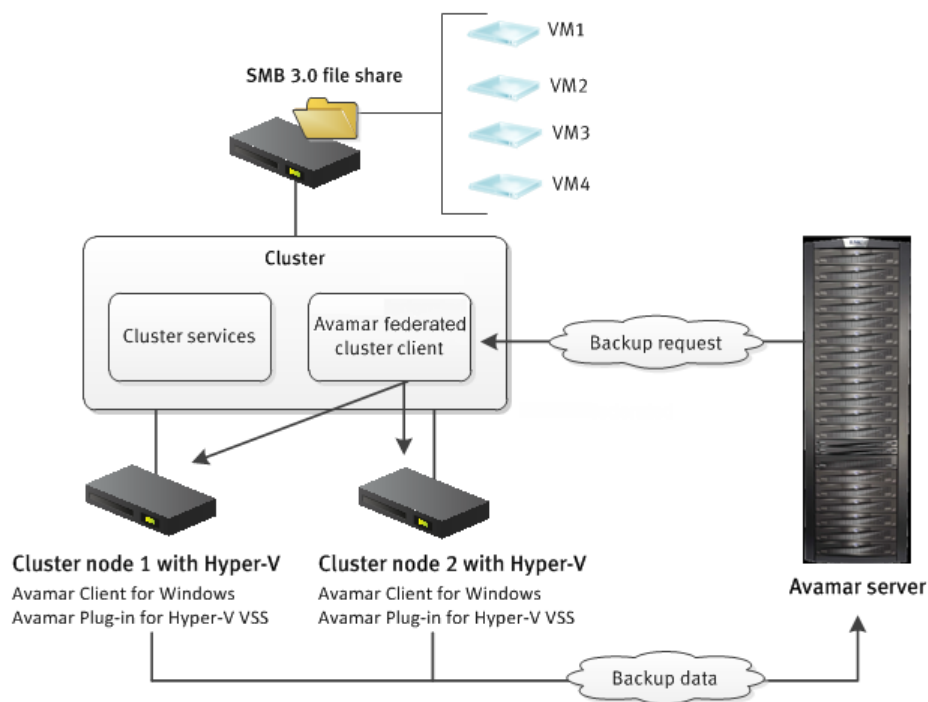 VM1
SMB 3.0 file share
VM2
VM3
VM4
Cluster
Cluster services
Avamar federated
cluster client
Backup request
Cluster node 1 with Hyper-V
Avamar Client for Windows
Avamar Plug-in for Hyper-V VSS
Cluster node 2 with Hyper-V
Avamar Client for Windows
Avamar Plug-in for Hyper-V VSS
Avamar server
Backup data